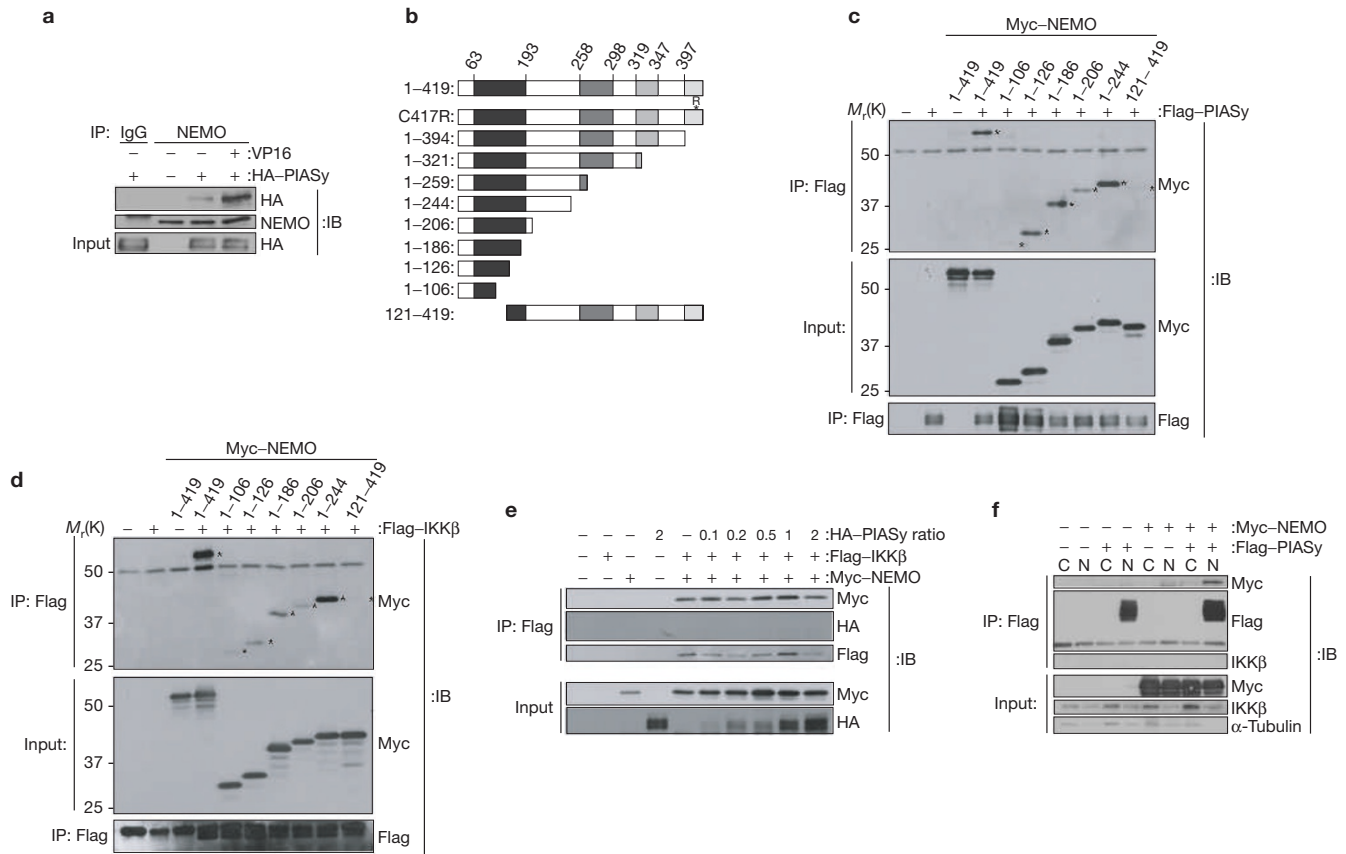 a
IP: IgG NEMO
– – – + :VP16
+ – + + :HA–PIASy
HA
NEMO :IB
Input HA
b
63 193 258 298 319 347 397
1–419:
R
*
C417R:
1–394:
1–321:
1–259:
1–244:
1–206:
1–186:
1–126:
1–106:
121–419:
c
Myc–NEMO
1–419 1–419 1–106 1–126 1–186 1–206 1–244 121–419
Mr(K) – + – + + + + + + + :Flag–PIASy
50
IP: Flag Myc
37
25
:IB
50
Input: Myc
37
25
IP: Flag Flag
d
Myc–NEMO
1–419 1–419 1–106 1–126 1–186 1–206 1–244 121–419
Mr(K) – + – + + + + + + + :Flag–IKKβ
50
IP: Flag Myc
37
25
:IB
50
Input: Myc
37
25
IP: Flag Flag
e
– – – 2 – 0.1 0.2 0.5 1 2 :HA–PIASy ratio
– + – – + + + + + + :Flag–IKKβ
– – + – + + + + + + :Myc–NEMO
Myc
IP: Flag HA
Flag
:IB
Myc
Input
HA
f
– – – – + + + + :Myc–NEMO
– – + + – – + + :Flag–PIASy
C N C N C N C N
Myc
IP: Flag Flag
IKKβ
:IB
Myc
Input: IKKβ
α-Tubulin